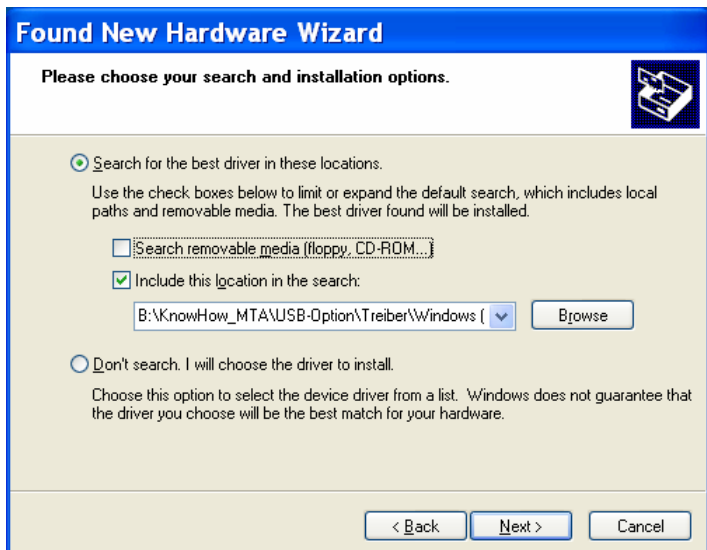 Found New Hardware Wizard
Please choose your search and installation options.
Search for the best driver in these locations.
Use the check boxes below to limit or expand the default search, which includes local
paths and removable media. The best driver found will be installed.
Search removable media (floppy, CD-ROM...)
Include this location in the search:
B:\KnowHow_MTA\USB-Option\Treiber\Windows (
Browse
Don't search. I will choose the driver to install.
Choose this option to select the device driver from a list. Windows does not guarantee that
the driver you choose will be the best match for your hardware.
< Back
Next >
Cancel